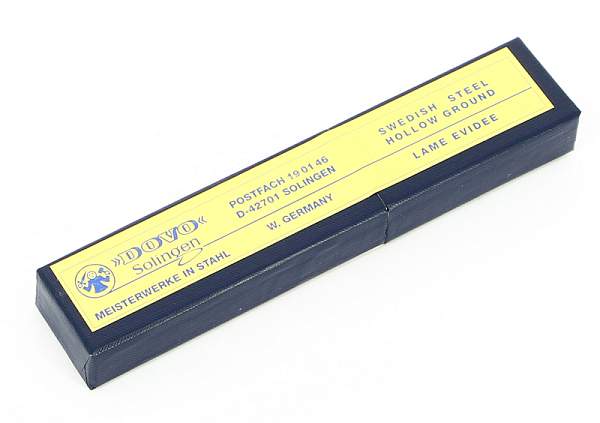 »DOVO«
Solingen
MEISTERWERKE IN STAHL
POSTFACH 19 01 46
D-42701 SOLINGEN
W. GERMANY
SWEDISH STEEL
HOLLOW GROUND
LAME EVIDEE